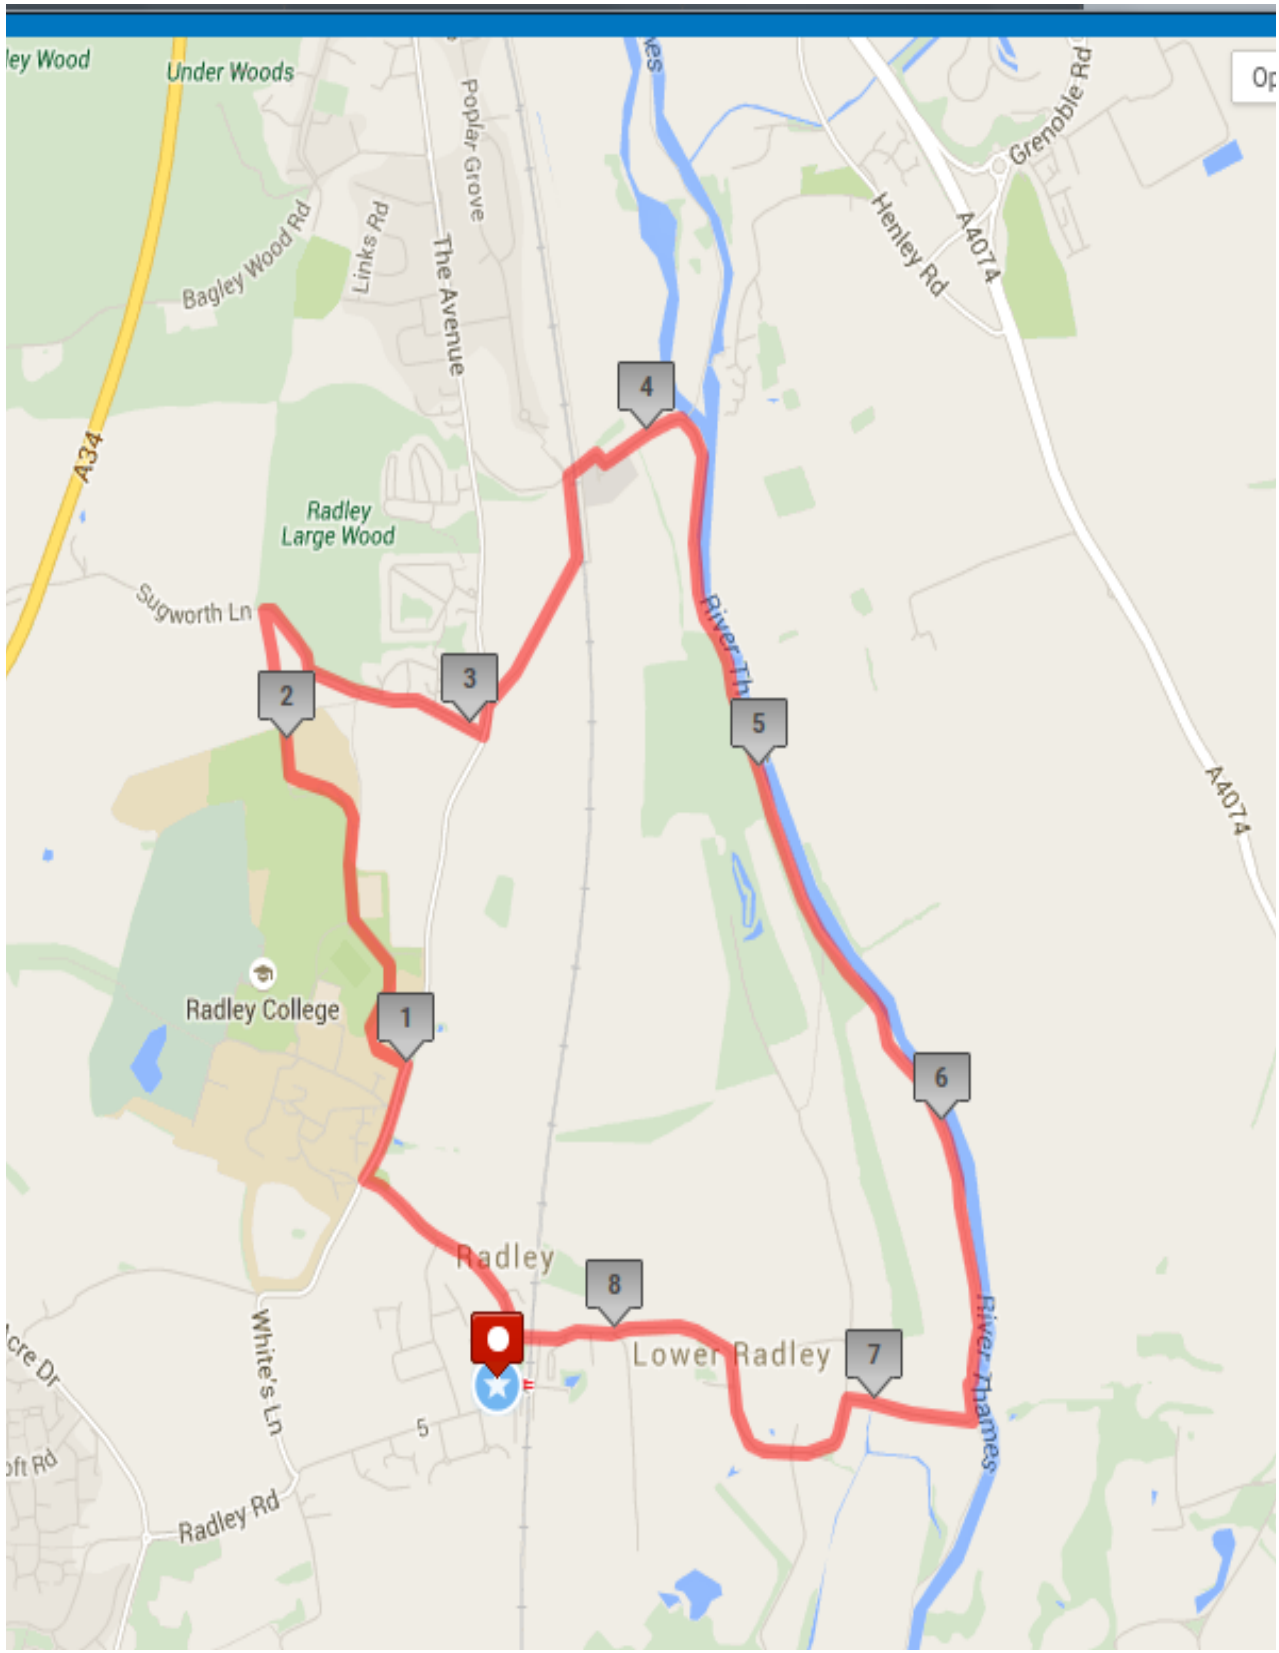 ley Wood
Under Woods
Poplar Grove
Grenoble Rd
Op
Bagley Wood Rd
Links Rd
The Avenue
Henley Rd
A4074
4
A34
Radley
Large Wood
Sugworth Ln
River Th
3
2
5
A4074
Radley College
1
6
Radley
8
River Thames
Lower Radley
7
White's Ln
5
Radley Rd